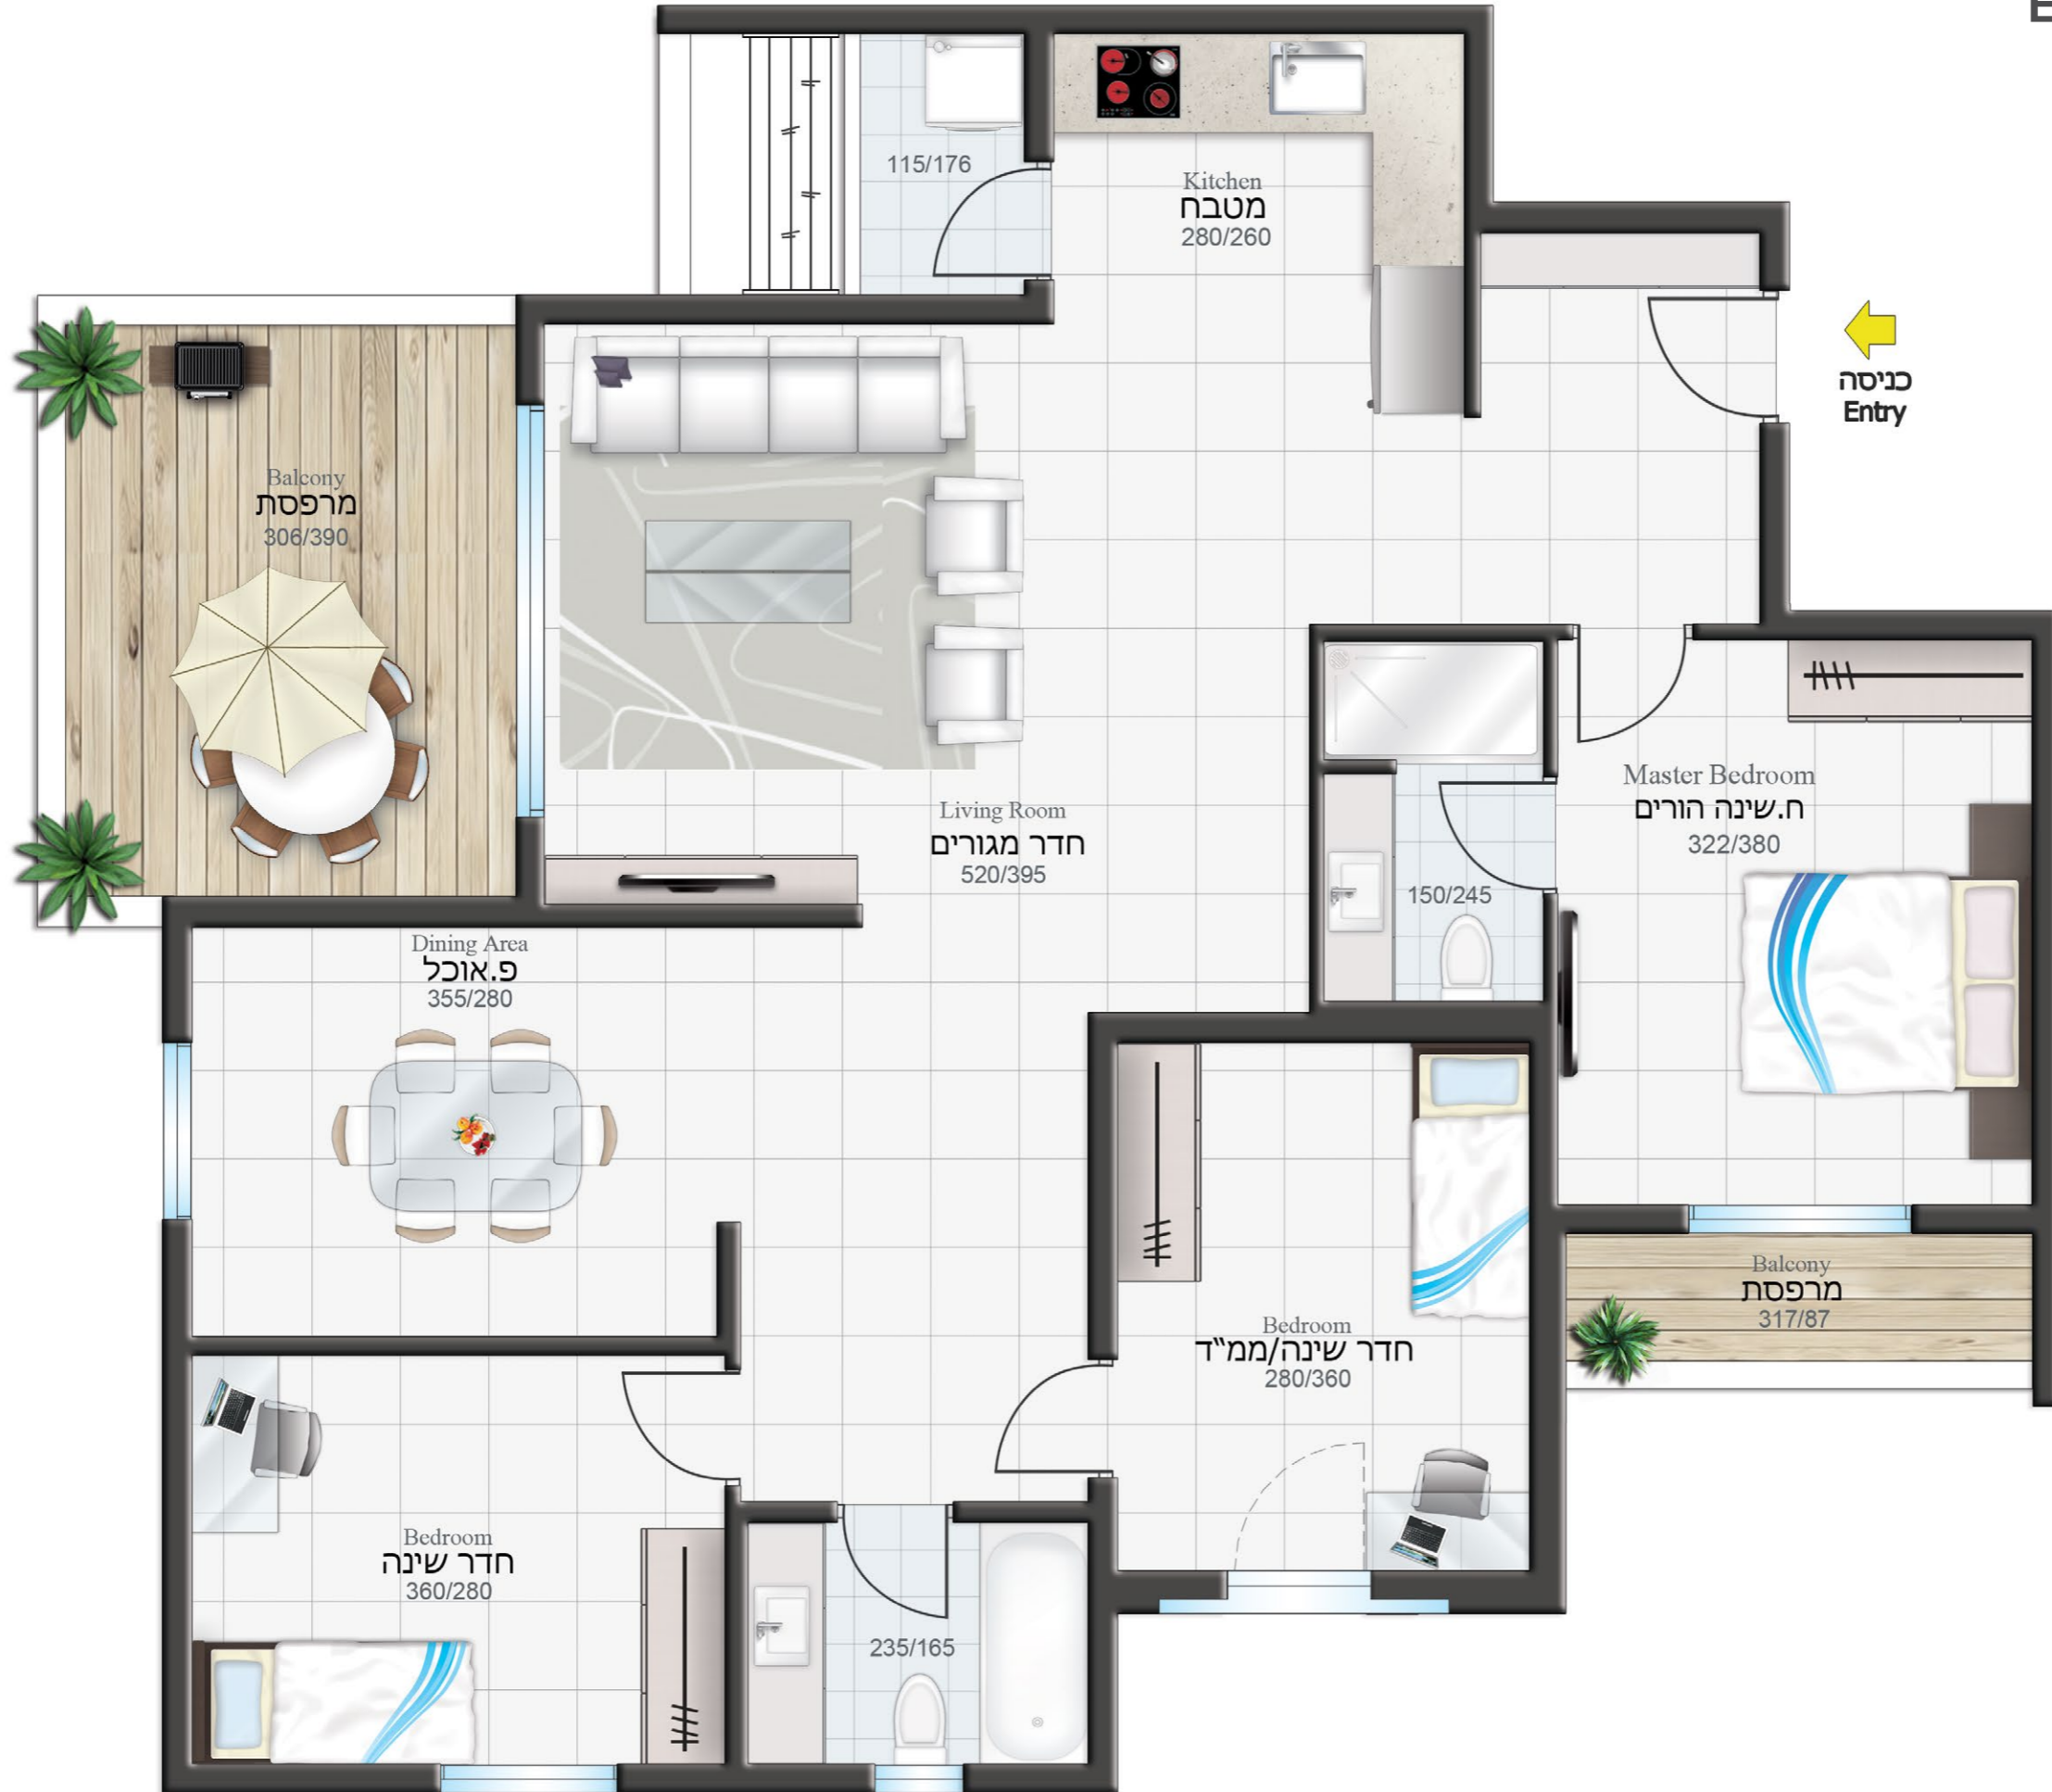 115/176
Kitchen
מטבח
280/260
כניסה
Entry
Balcony
מרפסת
306/390
Living Room
חדר מגורים
520/395
Master Bedroom
ח.שינה הורים
322/380
150/245
Dining Area
פ.אוכל
355/280
Balcony
מרפסת
317/87
Bedroom
חדר שינה/ממ"ד
280/360
Bedroom
חדר שינה
360/280
235/165